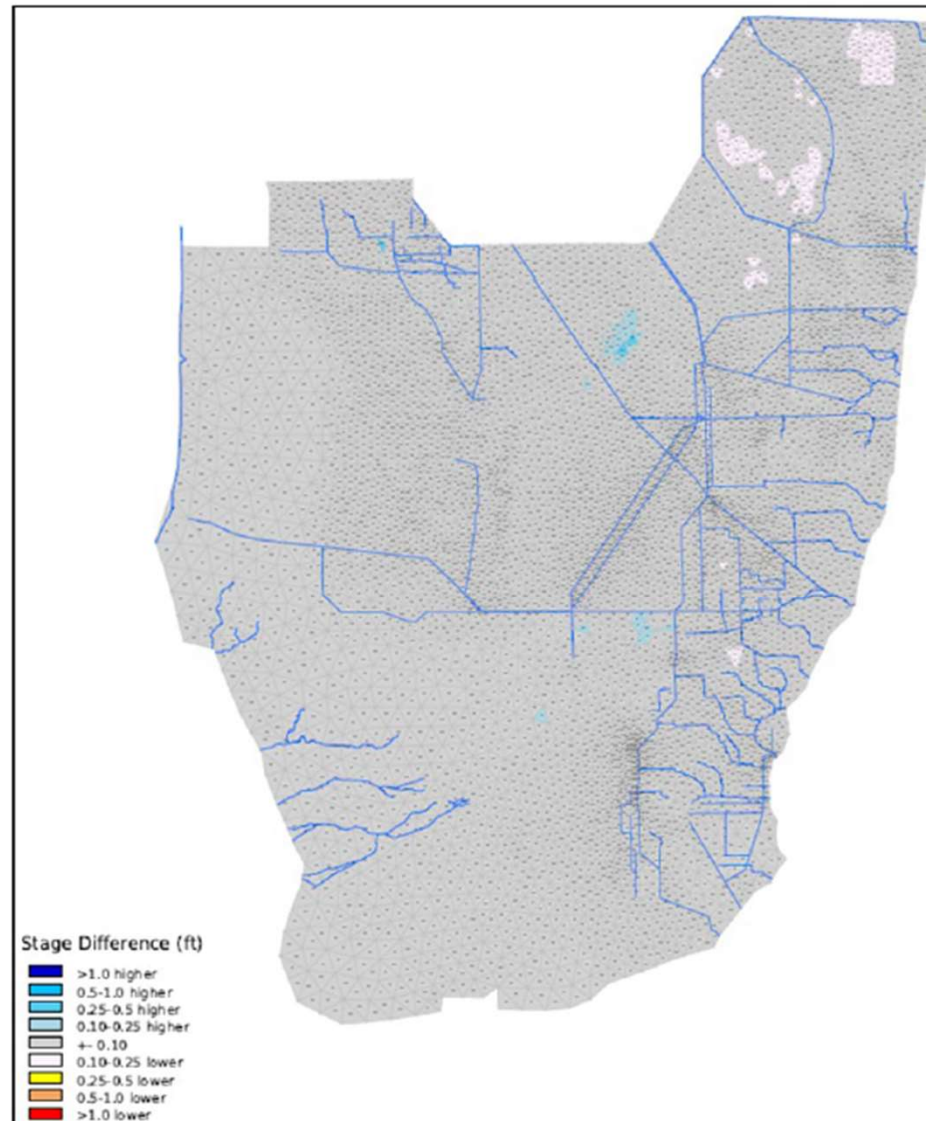 Stage Difference (ft)
>1.0 higher
0.5-1.0 higher
0.25-0.5 higher
0.10-0.25 higher
+- 0.10
0.10-0.25 lower
0.25-0.5 lower
0.5-1.0 lower
>1.0 lower